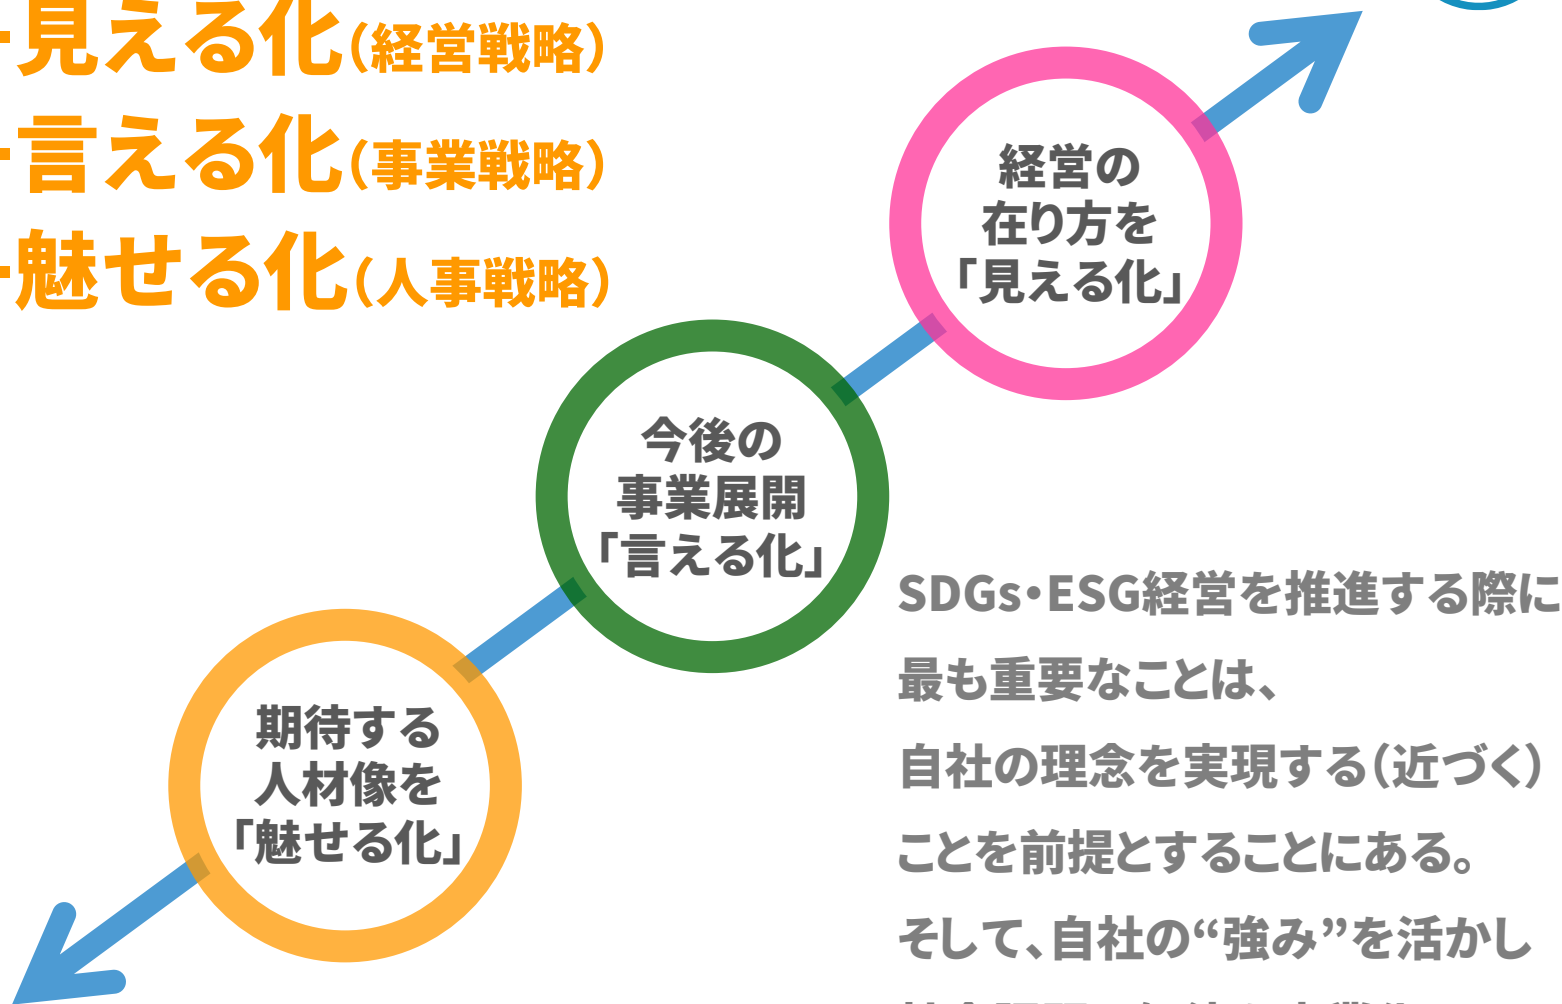 見える化(経営戦略)
言える化(事業戦略)
魅せる化(人事戦略)
経営の
在り方を
「見える化」
今後の
事業展開
「言える化」
期待する
人材像を
「魅せる化」
SDGs・ESG経営を推進する際に
最も重要なことは、
自社の理念を実現する(近づく)
ことを前提とすることにある。
そして、自社の“強み”を活かし